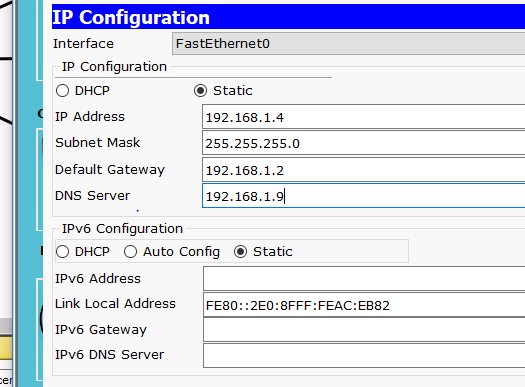 IP Configuration
Interface FastEthernet0
IP Configuration
DHCP Static
IP Address 192.168.1.4
Subnet Mask 255.255.255.0
Default Gateway 192.168.1.2
DNS Server 192.168.1.9
IPv6 Configuration
DHCP Auto Config Static
IPv6 Address
Link Local Address FE80::2E0:8FFF:FEAC:EB82
IPv6 Gateway
IPv6 DNS Server